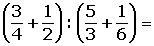 (3/4 + 1/2) : (5/3 + 1/6) =